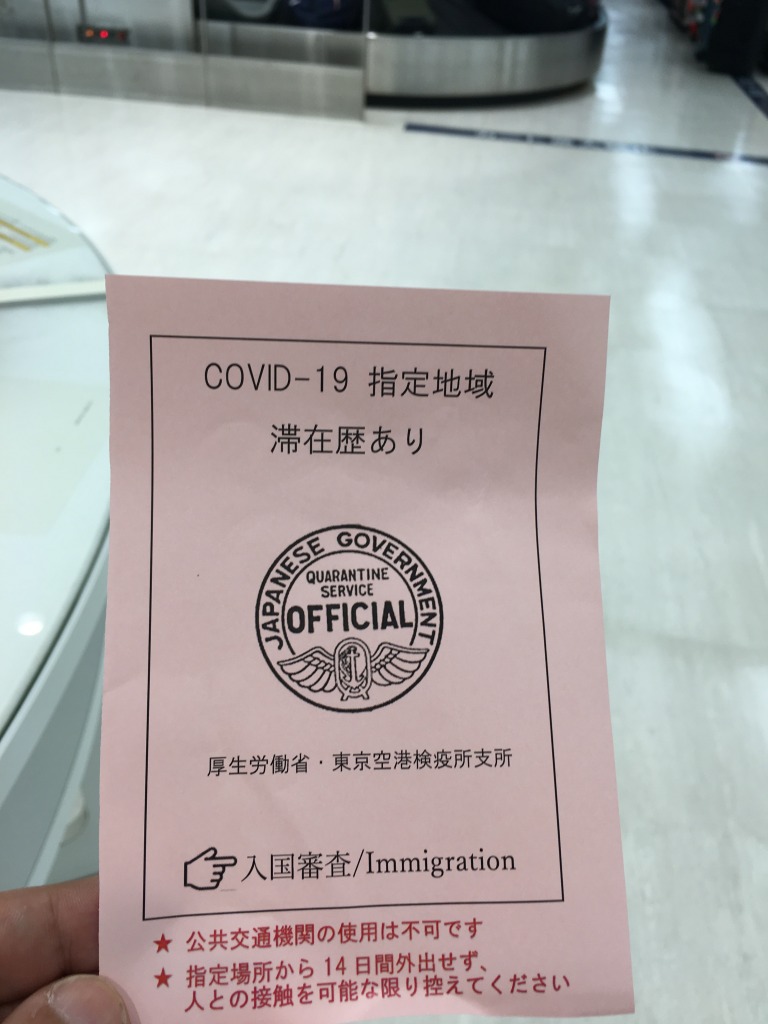 COVID-19 指定地域
滞在歴あり
JAPANESE GOVERNMENT
QUARANTINE
SERVICE
OFFICIAL
厚生労働省・東京空港検疫所支所
入国審査/Immigration
★ 公共交通機関の使用は不可です
★ 指定場所から 14 日間外出せず、
人との接触を可能な限り控えてください